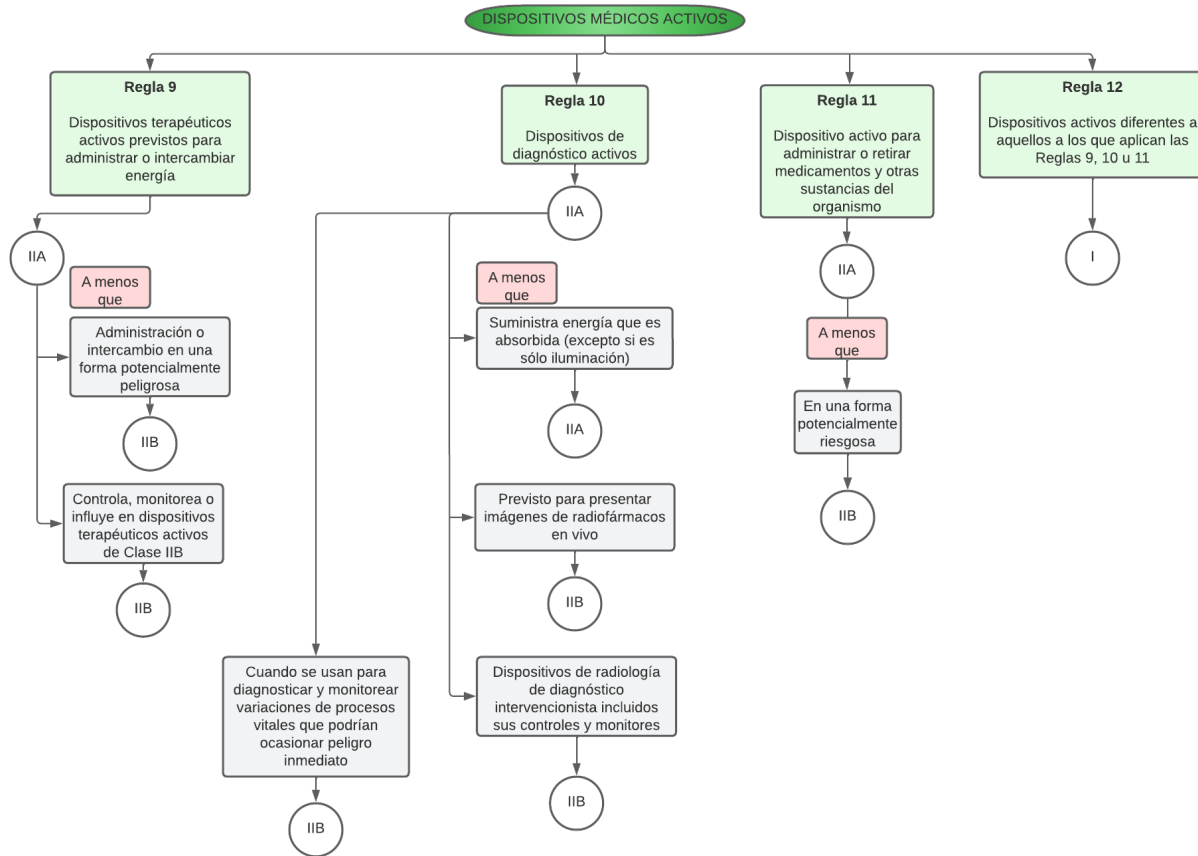 DISPOSITIVOS MÉDICOS ACTIVOS
Regla 9
Dispositivos terapéuticos
activos previstos para
administrar o intercambiar
energía
IIA
A menos
que
Administración o
intercambio en una
forma potencialmente
peligrosa
IIB
Controla, monitorea o
influye en dispositivos
terapéuticos activos
de Clase IIB
IIB
Regla 10
Dispositivos de
diagnóstico activos
IIA
A menos
que
Suministra energía que es
absorbida (excepto si es
sólo iluminación)
IIA
Previsto para presentar
imágenes de radiofármacos
en vivo
IIB
Dispositivos de radiología
de diagnóstico
intervencionista incluidos
sus controles y monitores
IIB
Cuando se usan para
diagnosticar y monitorear
variaciones de procesos
vitales que podrían
ocasionar peligro
inmediato
IIB
Regla 11
Dispositivo activo para
administrar o retirar
medicamentos y otras
sustancias del
organismo
IIA
A menos
que
En una forma
potencialmente
riesgosa
IIB
Regla 12
Dispositivos activos diferentes a
aquellos a los que aplican las
Reglas 9, 10 u 11
I